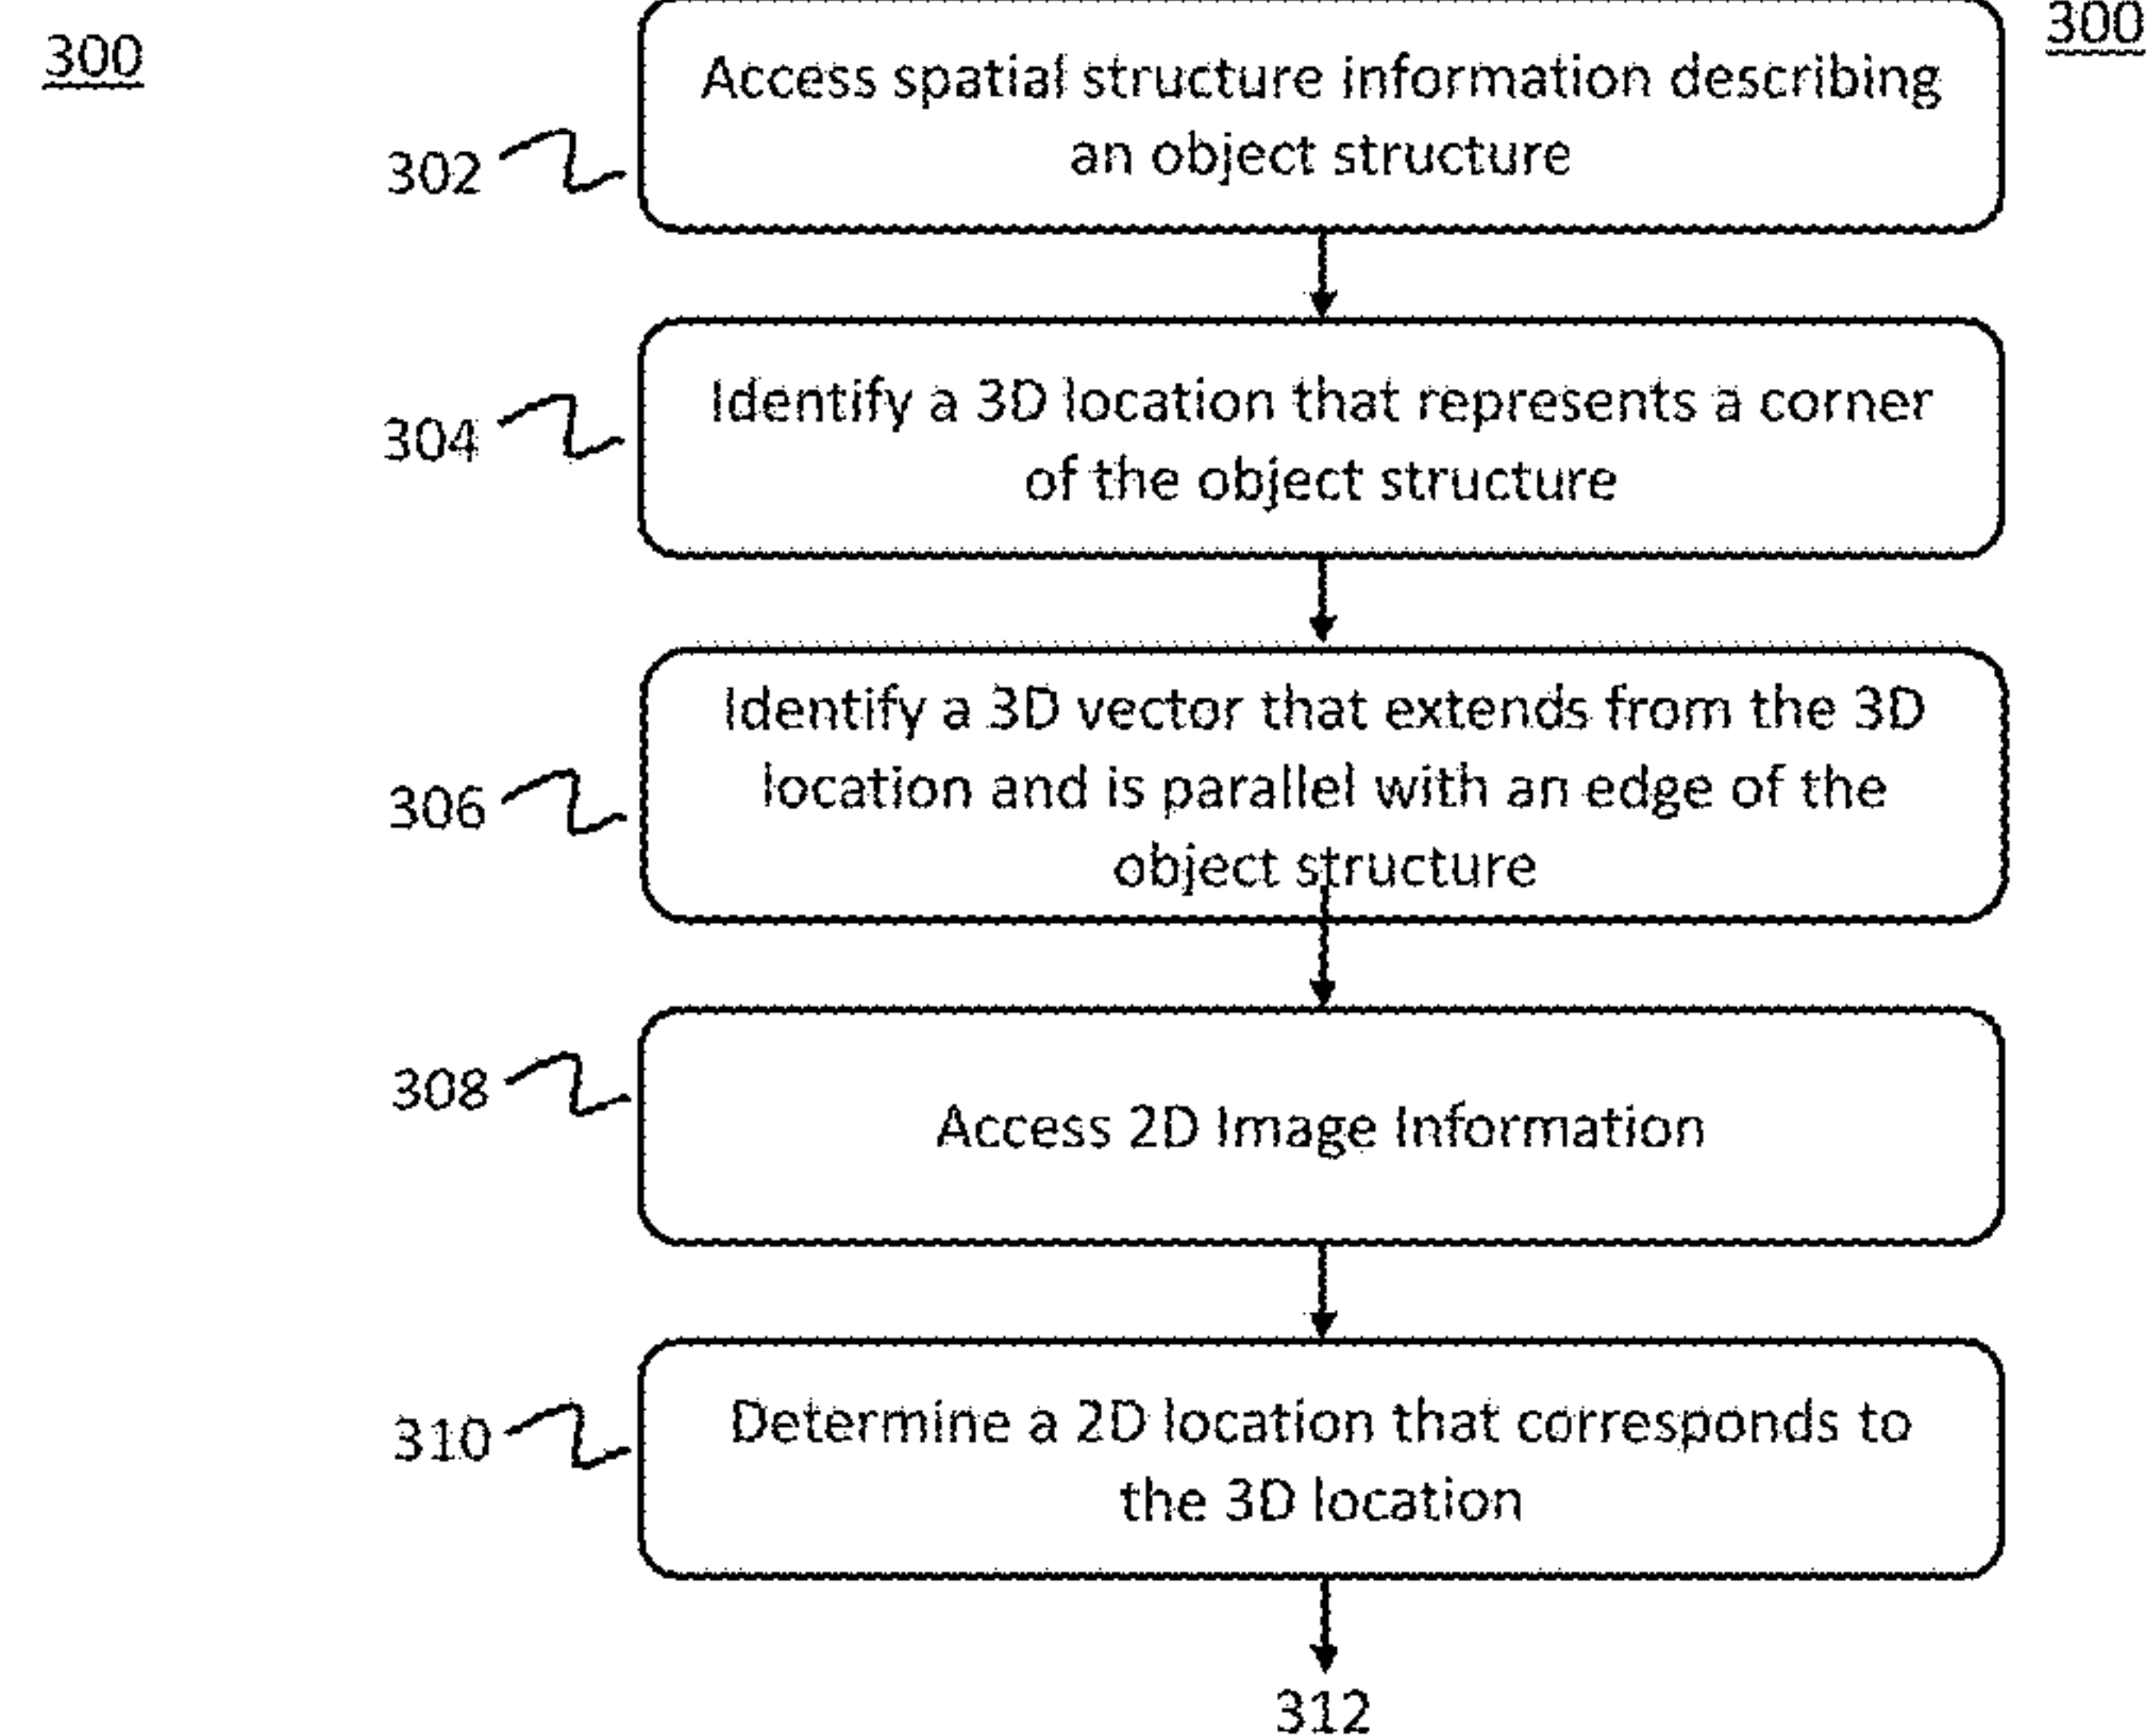 300
300
Access spatial structure information describing
an object structure
302
Identify a 3D location that represents a corner
of the object structure
304
Identify a 3D vector that extends from the 3D
location and is parallel with an edge of the
object structure
306
Access 2D Image Information
308
Determine a 2D location that corresponds to
the 3D location
310
312